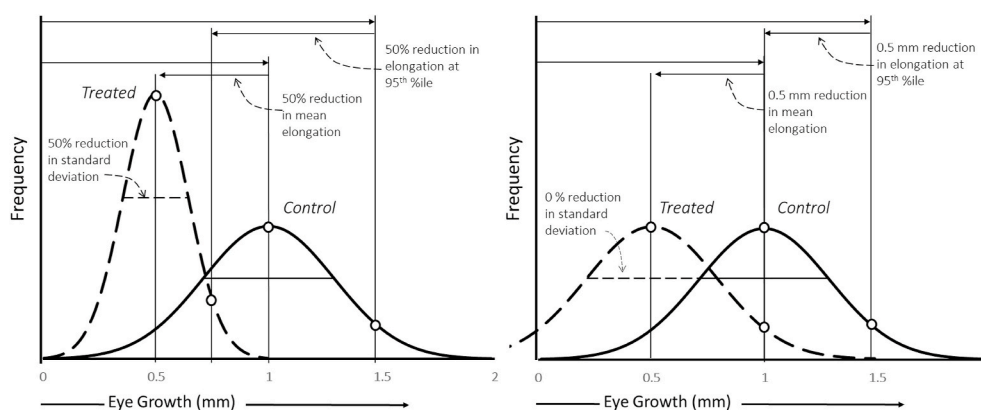 50% reduction in
elongation at
95th %ile
Treated
50% reduction
in mean
elongation
50% reduction
in standard
deviation
Control
Frequency
0
0.5
1
1.5
2
Eye Growth (mm)
0.5 mm reduction
in elongation at
95th %ile
0.5 mm reduction
in mean
elongation
0 % reduction
in standard
deviation
Treated
Control
Frequency
0
0.5
1
1.5
Eye Growth (mm)